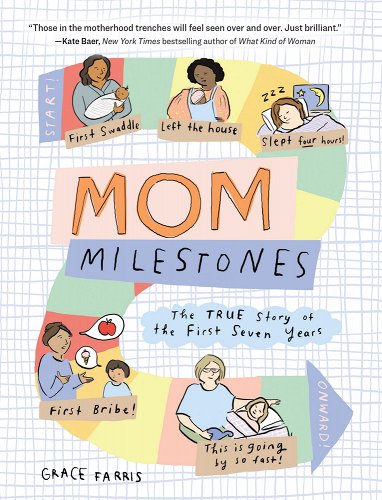 “Those in the motherhood trenches will feel seen over and over. Just brilliant.”
—Kate Baer, New York Times bestselling author of What Kind of Woman
START!
First Swaddle
Left the house
zzz
Slept four hours!
MOM
MILESTONES
The TRUE Story of
the First Seven Years
First Bribe!
This is going
by so fast!
ONWARD!
GRACE FARRIS